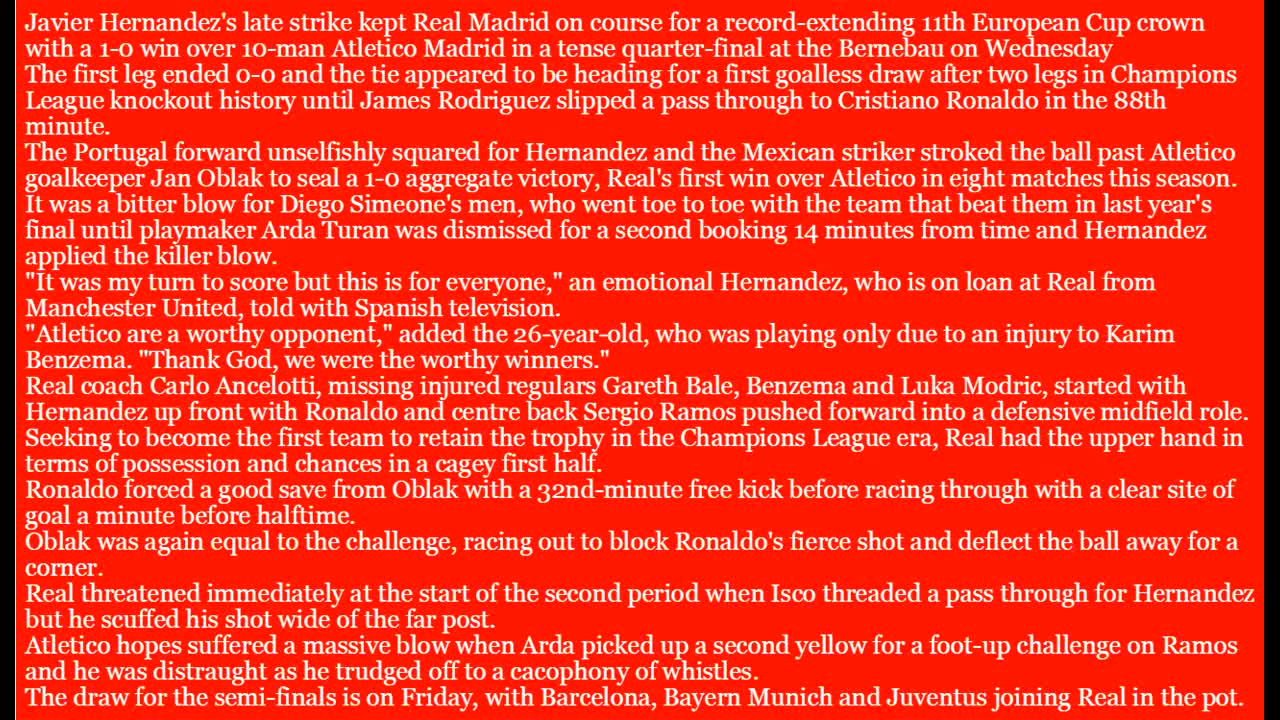 Javier Hernandez's late strike kept Real Madrid on course for a record-extending 11th European Cup crown
with a 1-0 win over 10-man Atletico Madrid in a tense quarter-final at the Bernebau on Wednesday
The first leg ended 0-0 and the tie appeared to be heading for a first goalless draw after two legs in Champions
League knockout history until James Rodriguez slipped a pass through to Cristiano Ronaldo in the 88th
minute.
The Portugal forward unselfishly squared for Hernandez and the Mexican striker stroked the ball past Atletico
goalkeeper Jan Oblak to seal a 1-0 aggregate victory, Real's first win over Atletico in eight matches this season.
It was a bitter blow for Diego Simeone's men, who went toe to toe with the team that beat them in last year's
final until playmaker Arda Turan was dismissed for a second booking 14 minutes from time and Hernandez
applied the killer blow.
"It was my turn to score but this is for everyone," an emotional Hernandez, who is on loan at Real from
Manchester United, told with Spanish television.
"Atletico are a worthy opponent," added the 26-year-old, who was playing only due to an injury to Karim
Benzema. "Thank God, we were the worthy winners."
Real coach Carlo Ancelotti, missing injured regulars Gareth Bale, Benzema and Luka Modric, started with
Hernandez up front with Ronaldo and centre back Sergio Ramos pushed forward into a defensive midfield role.
Seeking to become the first team to retain the trophy in the Champions League era, Real had the upper hand in
terms of possession and chances in a cagey first half.
Ronaldo forced a good save from Oblak with a 32nd-minute free kick before racing through with a clear site of
goal a minute before halftime.
Oblak was again equal to the challenge, racing out to block Ronaldo's fierce shot and deflect the ball away for a
corner.
Real threatened immediately at the start of the second period when Isco threaded a pass through for Hernandez
but he scuffed his shot wide of the far post.
Atletico hopes suffered a massive blow when Arda picked up a second yellow for a foot-up challenge on Ramos
and he was distraught as he trudged off to a cacophony of whistles.
The draw for the semi-finals is on Friday, with Barcelona, Bayern Munich and Juventus joining Real in the pot.